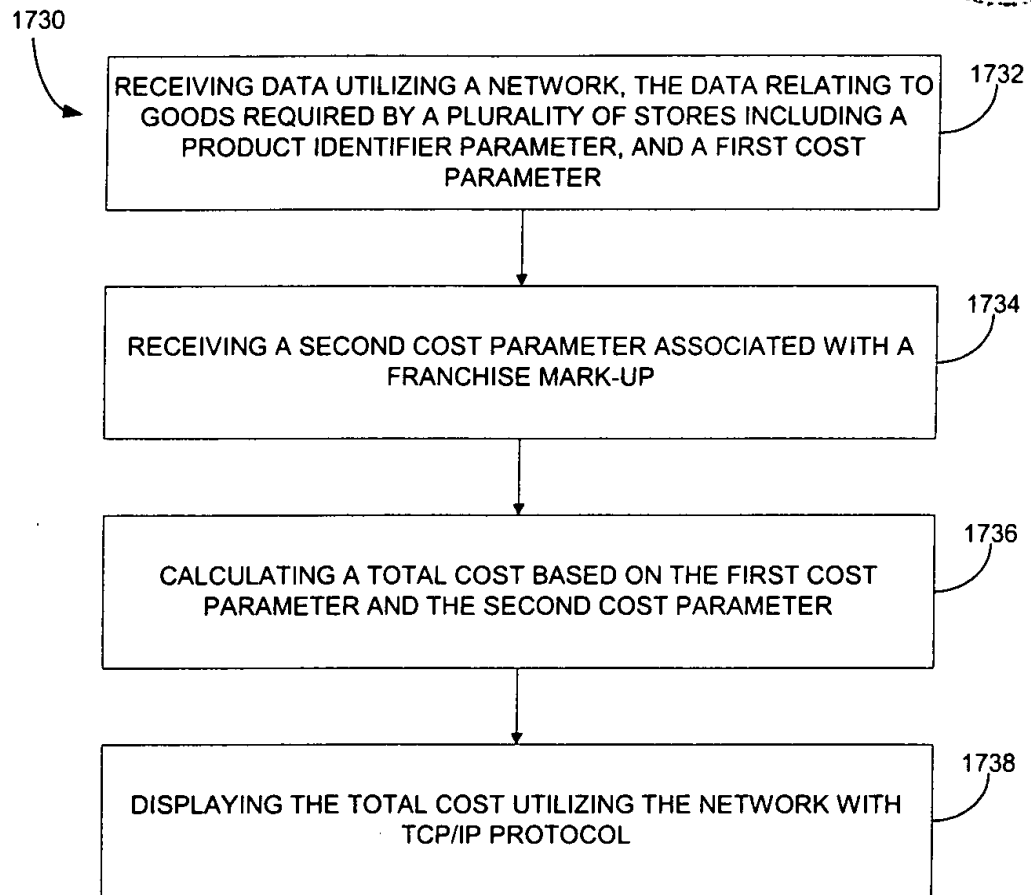 1730
1732
RECEIVING DATA UTILIZING A NETWORK, THE DATA RELATING TO
GOODS REQUIRED BY A PLURALITY OF STORES INCLUDING A
PRODUCT IDENTIFIER PARAMETER, AND A FIRST COST
PARAMETER
1734
RECEIVING A SECOND COST PARAMETER ASSOCIATED WITH A
FRANCHISE MARK-UP
1736
CALCULATING A TOTAL COST BASED ON THE FIRST COST
PARAMETER AND THE SECOND COST PARAMETER
1738
DISPLAYING THE TOTAL COST UTILIZING THE NETWORK WITH
TCP/IP PROTOCOL